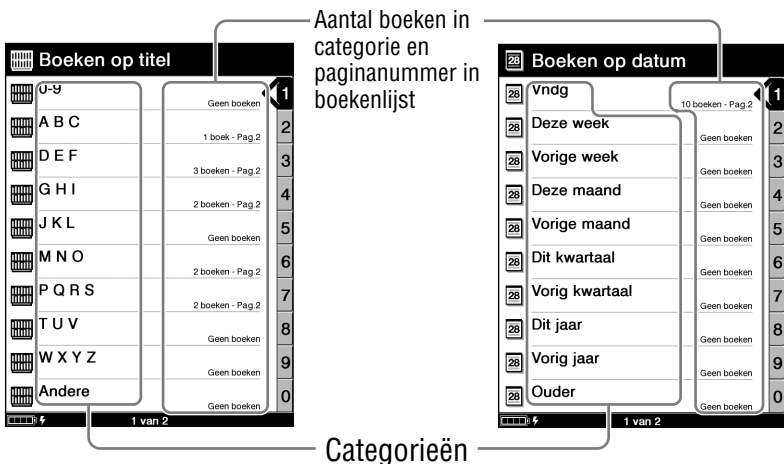 Aantal boeken in
categorie en
paginanummer in
boekenlijst
Boeken op titel
0-9
Geen boeken
1
A B C
1 boek - Pag.2
2
D E F
3 boeken - Pag.2
3
G H I
2 boeken - Pag.2
4
J K L
Geen boeken
5
M N O
2 boeken - Pag.2
6
P Q R S
2 boeken - Pag.2
7
T U V
Geen boeken
8
W X Y Z
Geen boeken
9
Andere
Geen boeken
0
1 van 2
28 Boeken op datum
28 Vndg
10 boeken - Pag.2
1
28 Deze week
Geen boeken
2
28 Vorige week
Geen boeken
3
28 Deze maand
Geen boeken
4
28 Vorige maand
Geen boeken
5
28 Dit kwartaal
Geen boeken
6
28 Vorig kwartaal
Geen boeken
7
28 Dit jaar
Geen boeken
8
28 Vorig jaar
Geen boeken
9
28 Ouder
Geen boeken
0
1 van 2
Categorieën